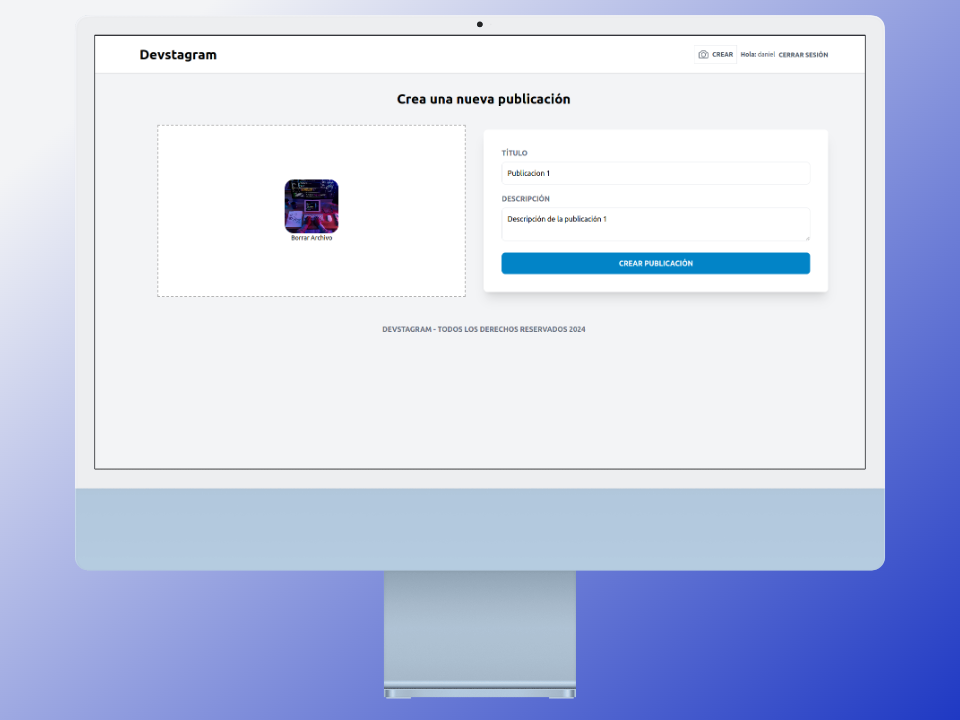 Devstagram
CREAR Hola: daniel CERRAR SESIÓN
Crea una nueva publicación
Borrar Archivo
TÍTULO
Publicacion 1
DESCRIPCIÓN
Descripción de la publicación 1
CREAR PUBLICACIÓN
DEVSTAGRAM - TODOS LOS DERECHOS RESERVADOS 2024